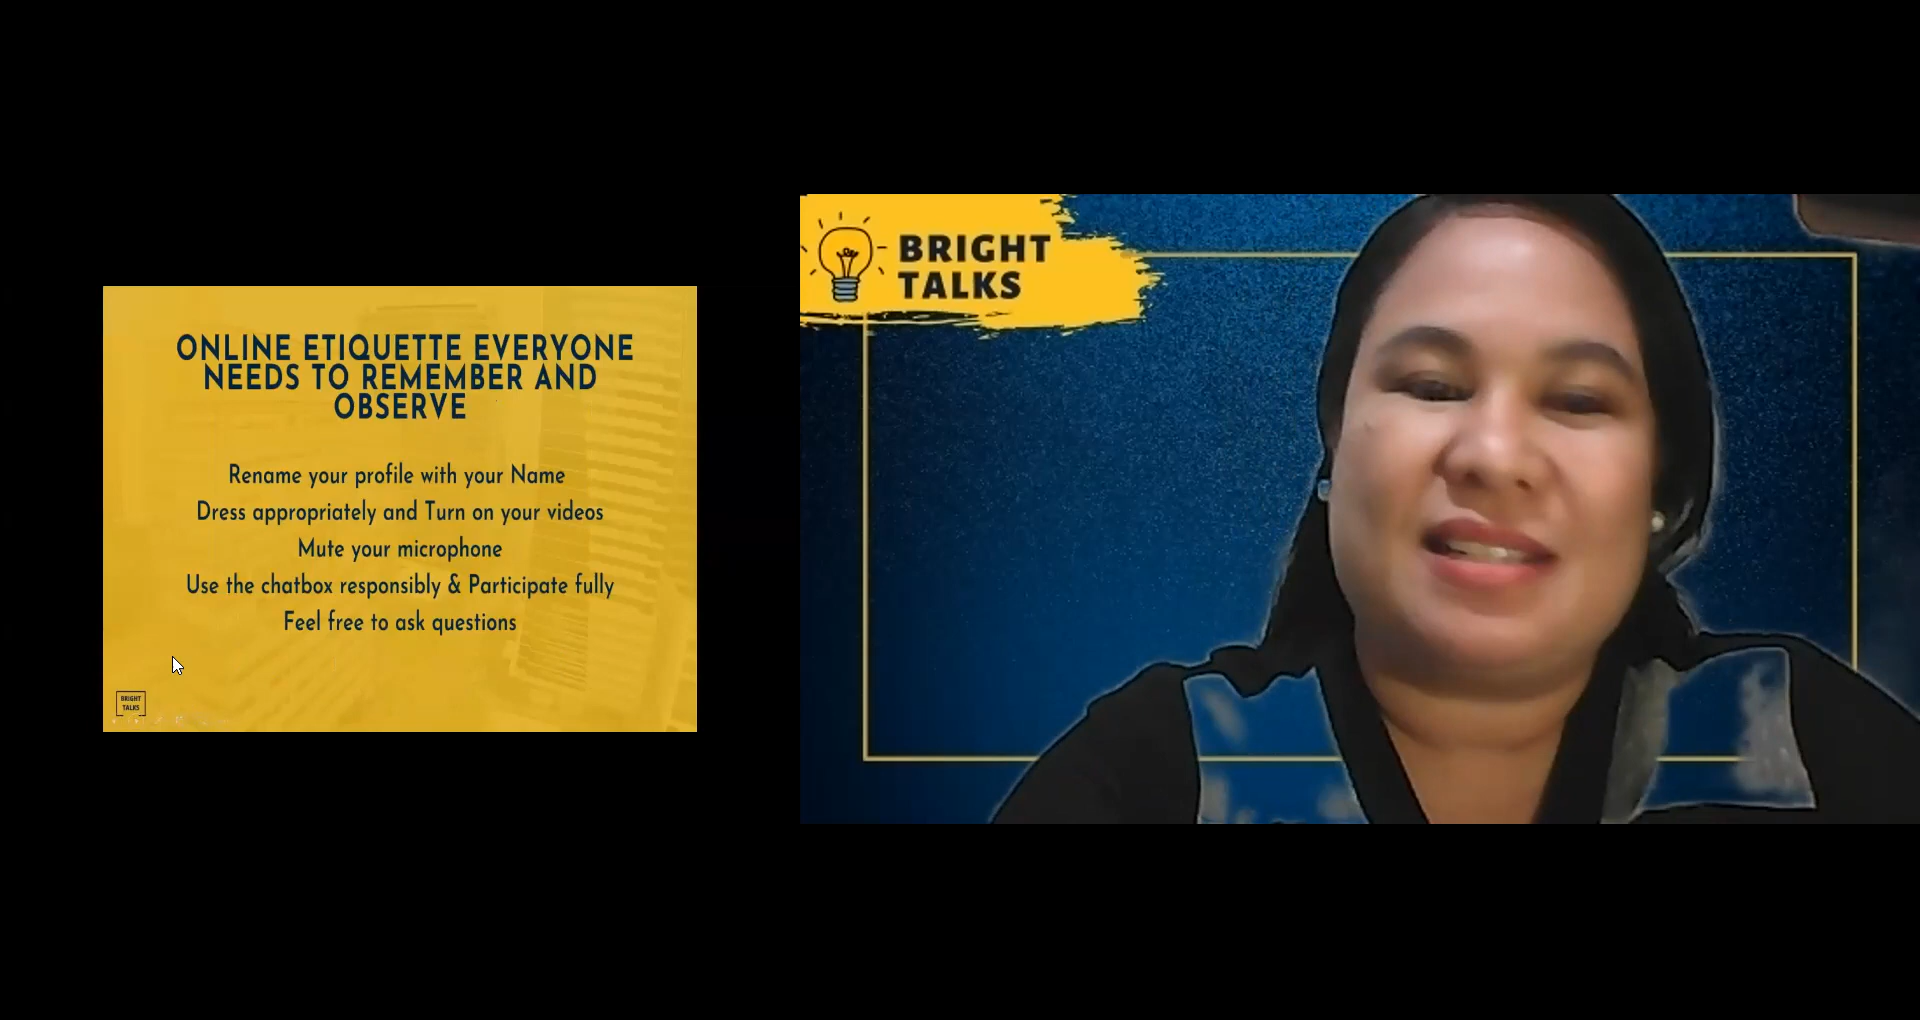 ONLINE ETIQUETTE EVERYONE
NEEDS TO REMEMBER AND
OBSERVE
Rename your profile with your Name
Dress appropriately and Turn on your videos
Mute your microphone
Use the chatbox responsibly & Participate fully
Feel free to ask questions
BRIGHT
TALKS
BRIGHT
TALKS